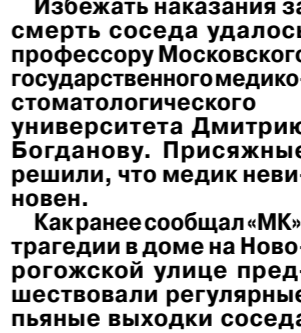 Избежать наказания за
смерть соседа удалось
профессору Московского
государственного медико-
стоматологического
университета Дмитрию
Богданову. Присяжные
решили, что медик неви-
новен.
Как ранее сообщал «МК»,
трагедии в доме на Ново-
рогожской улице пред-
шествовали регулярные
пьяные выходки соседа